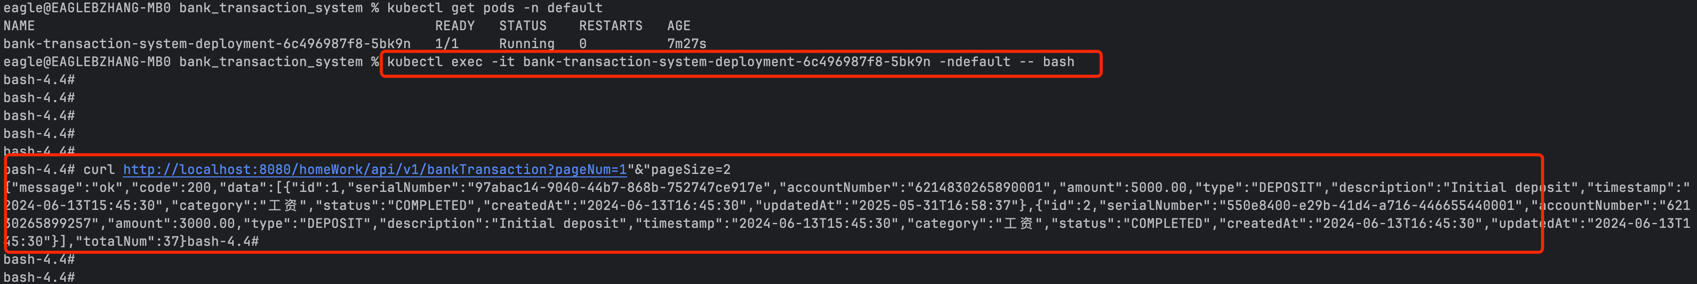 eagle@EAGLEBZHANG-MB0 bank_transaction_system % kubectl get pods -n default
NAME READY STATUS RESTARTS AGE
bank-transaction-system-deployment-6c496987f8-5bk9n 1/1 Running 0 7m27s
eagle@EAGLEBZHANG-MB0 bank_transaction_system % kubectl exec -it bank-transaction-system-deployment-6c496987f8-5bk9n -ndefault -- bash
bash-4.4#
bash-4.4#
bash-4.4#
bash-4.4#
bash-4.4#
bash-4.4# curl http://localhost:8080/homeWork/api/v1/bankTransaction?pageNum=1"&"pageSize=2
{"message":"ok","code":200,"data":[{"id":1,"serialNumber":"97abac14-9040-44b7-868b-752747ce917e","accountNumber":"6214830265890001","amount":5000.00,"type":"DEPOSIT","description":"Initial deposit","timestamp":"
2024-06-13T15:45:30","category":"工资","status":"COMPLETED","createdAt":"2024-06-13T16:45:30","updatedAt":"2025-05-31T16:58:37"},{"id":2,"serialNumber":"550e8400-e29b-41d4-a716-446655440001","accountNumber":"621
30265899257","amount":3000.00,"type":"DEPOSIT","description":"Initial deposit","timestamp":"2024-06-13T15:45:30","category":"工资","status":"COMPLETED","createdAt":"2024-06-13T16:45:30","updatedAt":"2024-06-13T1
45:30"}],"totalNum":37}bash-4.4#
bash-4.4#
bash-4.4#